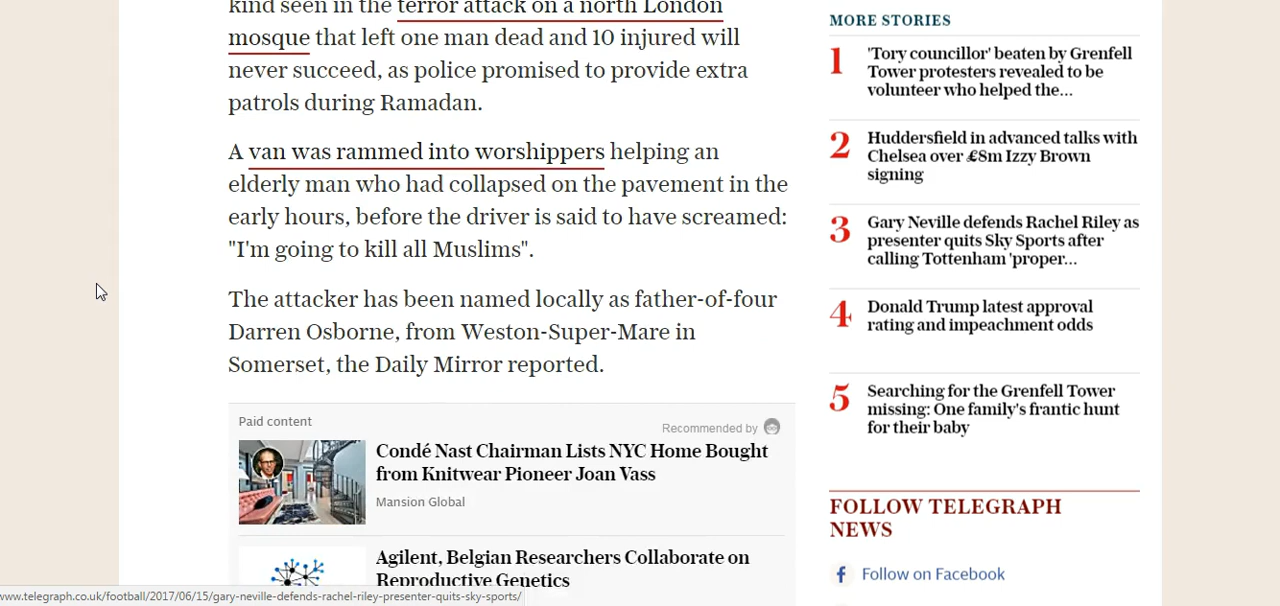 kind seen in the terror attack on a north London
mosque that left one man dead and 10 injured will
never succeed, as police promised to provide extra
patrols during Ramadan.
A van was rammed into worshippers helping an
elderly man who had collapsed on the pavement in the
early hours, before the driver is said to have screamed:
"I'm going to kill all Muslims".
The attacker has been named locally as father-of-four
Darren Osborne, from Weston-Super-Mare in
Somerset, the Daily Mirror reported.
Paid content
Recommended by
Condé Nast Chairman Lists NYC Home Bought
from Knitwear Pioneer Joan Vass
Mansion Global
Agilent, Belgian Researchers Collaborate on
Reproductive Genetics
MORE STORIES
1 'Tory councillor' beaten by Grenfell
Tower protesters revealed to be
volunteer who helped the...
2 Huddersfield in advanced talks with
Chelsea over £8m Izzy Brown
signing
3 Gary Neville defends Rachel Riley as
presenter quits Sky Sports after
calling Tottenham 'proper...
4 Donald Trump latest approval
rating and impeachment odds
5 Searching for the Grenfell Tower
missing: One family's frantic hunt
for their baby
FOLLOW TELEGRAPH
NEWS
Follow on Facebook
www.telegraph.co.uk/football/2017/06/15/gary-neville-defends-rachel-riley-presenter-quits-sky-sports/